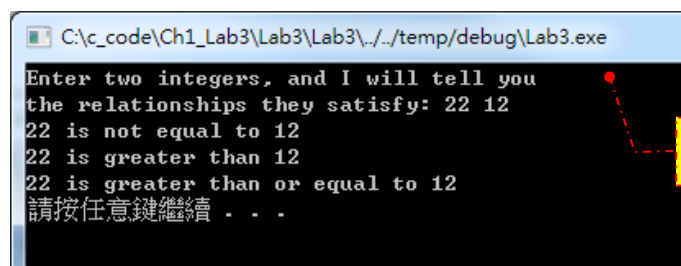 C:\c_code\Ch1_Lab3\Lab3\Lab3\../../temp/debug\Lab3.exe
Enter two integers, and I will tell you
the relationships they satisfy: 22 12
22 is not equal to 12
22 is greater than 12
22 is greater than or equal to 12
請按任意鍵繼續 . . .